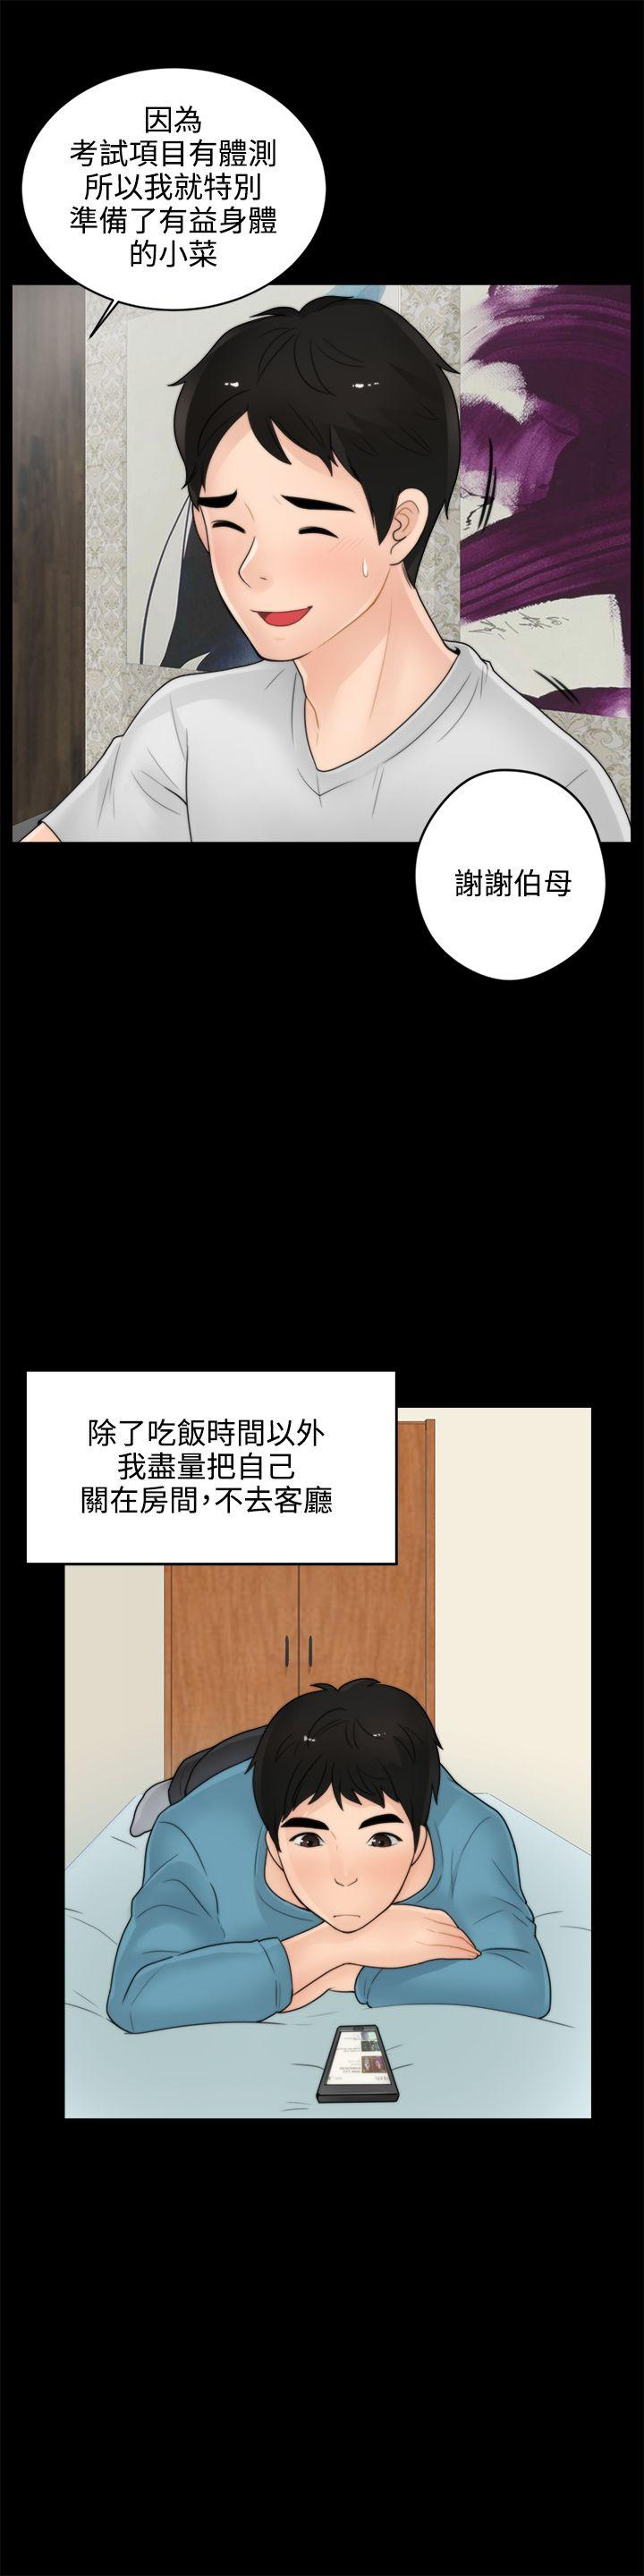 因為
考試項目有體測
所以我就特別
準備了有益身體
的小菜
謝謝伯母
除了吃飯時間以外
我盡量把自己
關在房間,不去客廳